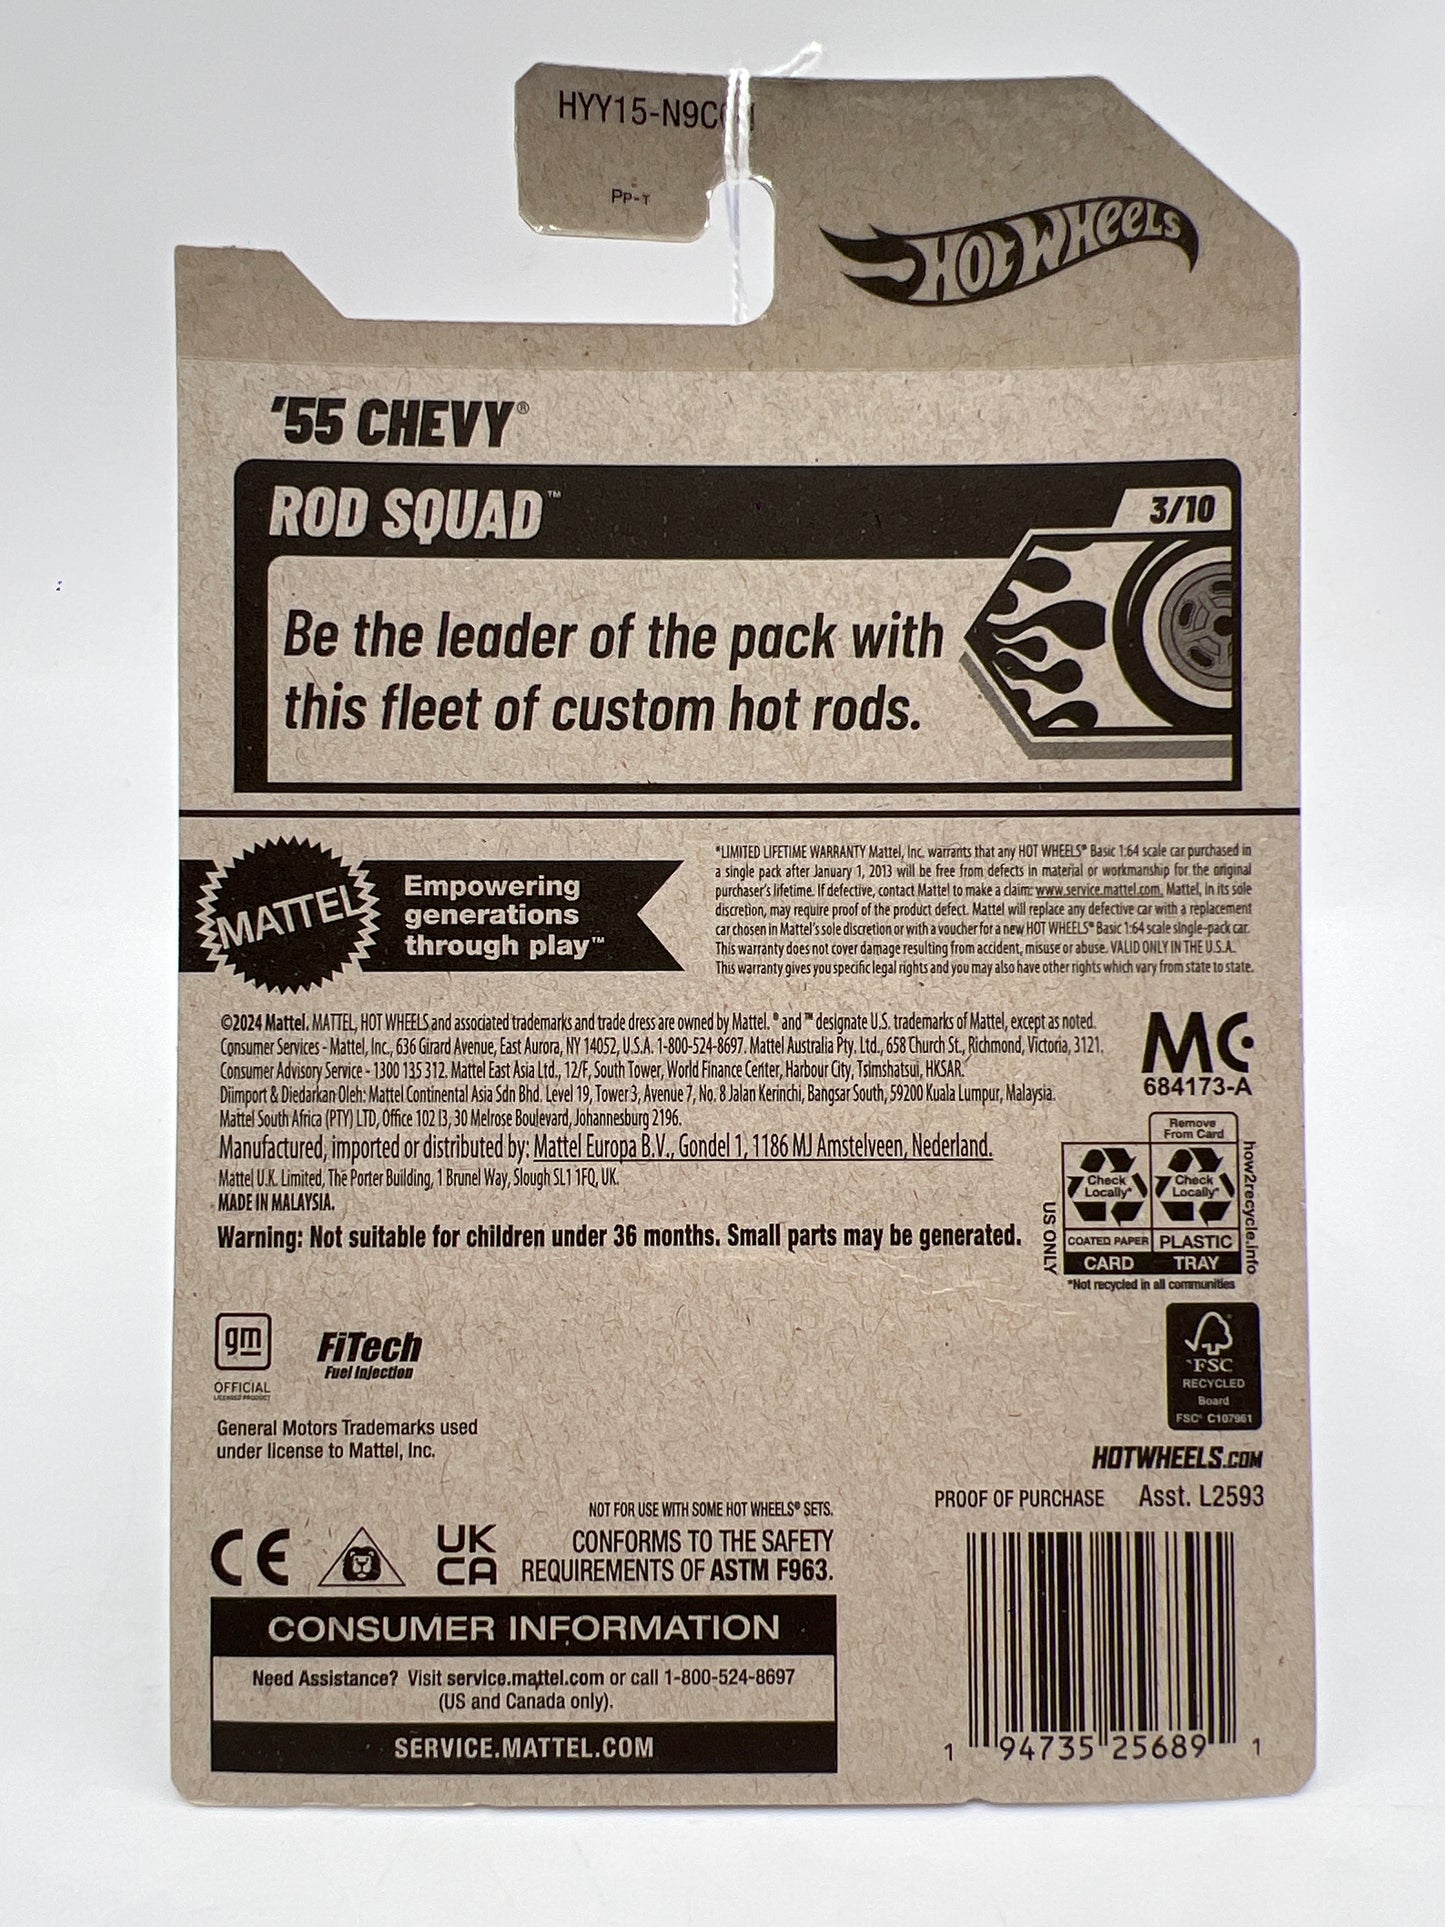 HYY15-N9C
PP-T
HOT WHEELS
'55 CHEVY®
ROD SQUAD™
3/10
Be the leader of the pack with
this fleet of custom hot rods.
MATTEL
Empowering
generations
through play™
*LIMITED LIFETIME WARRANTY Mattel, Inc. warrants that any HOT WHEELS® Basic 1:64 scale car purchased in
a single pack after January 1, 2013 will be free from defects in material or workmanship for the original
purchaser's lifetime. If defective, contact Mattel to make a claim: www.service.mattel.com. Mattel, in its sole
discretion, may require proof of the product defect. Mattel will replace any defective car with a replacement
car chosen in Mattel's sole discretion or with a voucher for a new HOT WHEELS® Basic 1:64 scale single-pack car.
This warranty does not cover damage resulting from accident, misuse or abuse. VALID ONLY IN THE U.S.A.
This warranty gives you specific legal rights and you may also have other rights which vary from state to state.
©2024 Mattel. MATTEL, HOT WHEELS and associated trademarks and trade dress are owned by Mattel. ® and ™ designate U.S. trademarks of Mattel, except as noted.
Consumer Services - Mattel, Inc., 636 Girard Avenue, East Aurora, NY 14052, U.S.A. 1-800-524-8697. Mattel Australia Pty. Ltd., 658 Church St., Richmond, Victoria, 3121.
Consumer Advisory Service - 1300 135 312. Mattel East Asia Ltd., 12/F, South Tower, World Finance Center, Harbour City, Tsimshatsui, HKSAR.
Diimport & Diedarkan Oleh: Mattel Continental Asia Sdn Bhd. Level 19, Tower 3, Avenue 7, No. 8 Jalan Kerinchi, Bangsar South, 59200 Kuala Lumpur, Malaysia.
Mattel South Africa (PTY) LTD, Office 102 I3, 30 Melrose Boulevard, Johannesburg 2196.
Manufactured, imported or distributed by: Mattel Europa B.V., Gondel 1, 1186 MJ Amstelveen, Nederland.
Mattel U.K. Limited, The Porter Building, 1 Brunel Way, Slough SL1 1FQ, UK.
MADE IN MALAYSIA.
Warning: Not suitable for children under 36 months. Small parts may be generated.
MC
684173-A
Remove
From Card
Check
Locally*
Check
Locally*
COATED PAPER
PLASTIC
CARD
TRAY
US ONLY
how2recycle.info
*Not recycled in all communities
gm
OFFICIAL
LICENSED PRODUCT
FiTech
Fuel Injection
General Motors Trademarks used
under license to Mattel, Inc.
FSC
RECYCLED
Board
FSC® C107961
HOTWHEELS.COM
PROOF OF PURCHASE
Asst. L2593
NOT FOR USE WITH SOME HOT WHEELS® SETS.
CE
UK
CA
CONFORMS TO THE SAFETY
REQUIREMENTS OF ASTM F963.
CONSUMER INFORMATION
Need Assistance? Visit service.mattel.com or call 1-800-524-8697
(US and Canada only).
SERVICE.MATTEL.COM
1 94735 25689 1